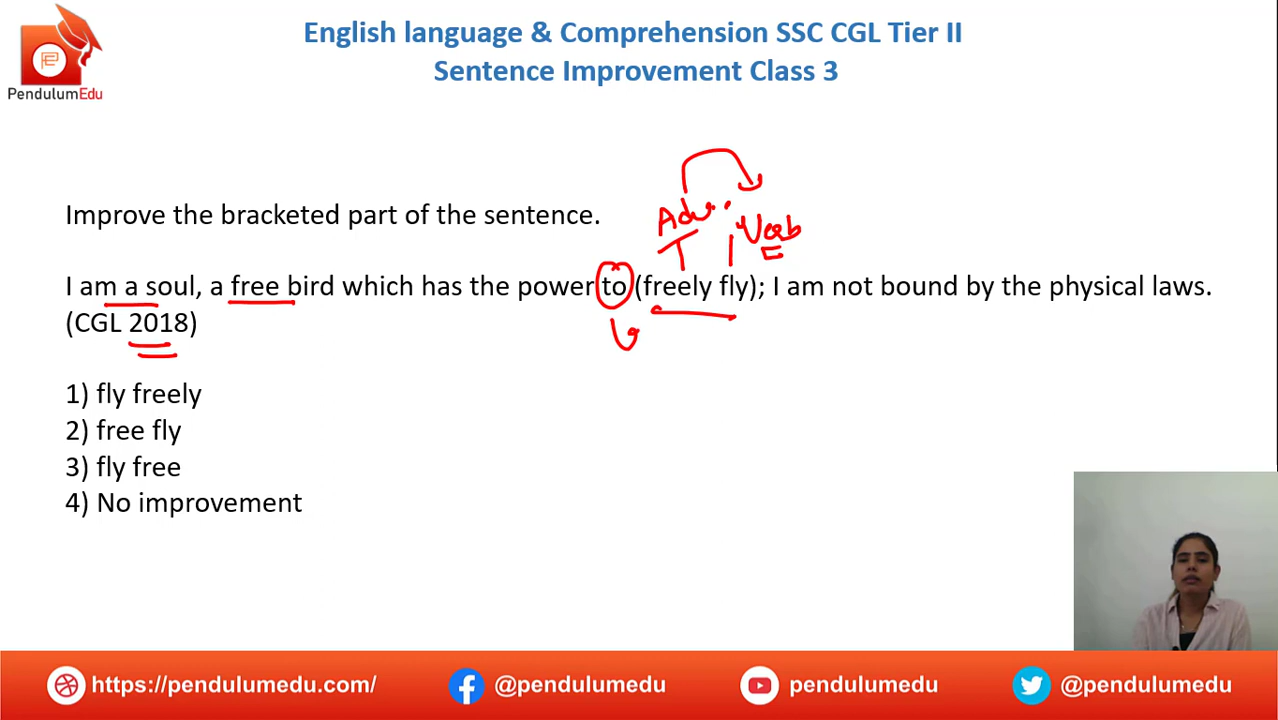 English language & Comprehension SSC CGL Tier II
Sentence Improvement Class 3
PendulumEdu
Adv. Verb
Improve the bracketed part of the sentence.
I am a soul, a free bird which has the power to (freely fly); I am not bound by the physical laws.
(CGL 2018)
1) fly freely
2) free fly
3) fly free
4) No improvement
https://pendulumedu.com/ @pendulumedu pendulumedu @pendulumedu